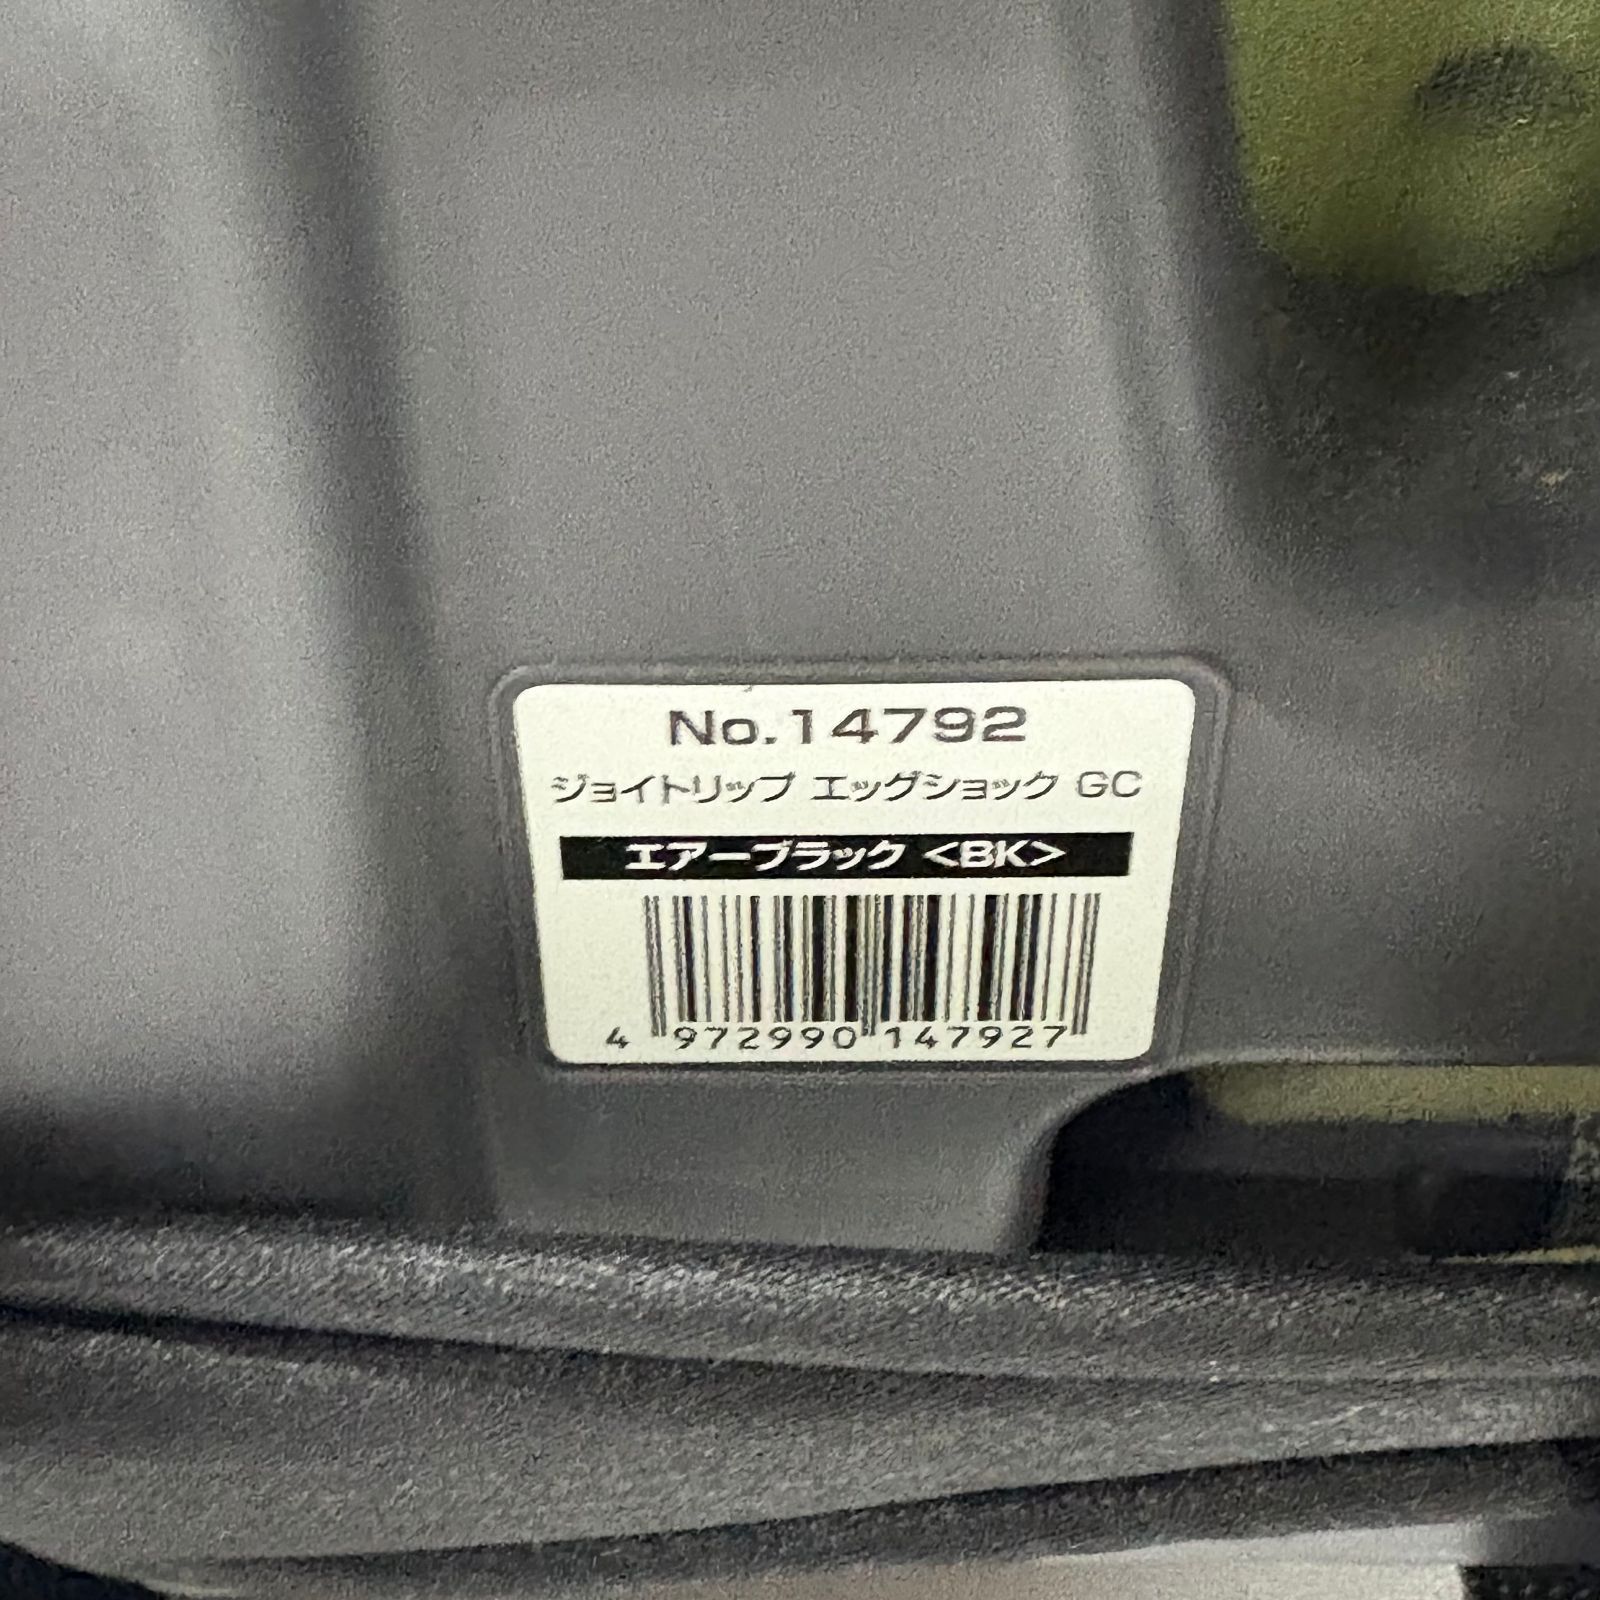 No.14792
ジョイトリップ エッグショック GC
エアーブラック <BK>
4 972990 147927